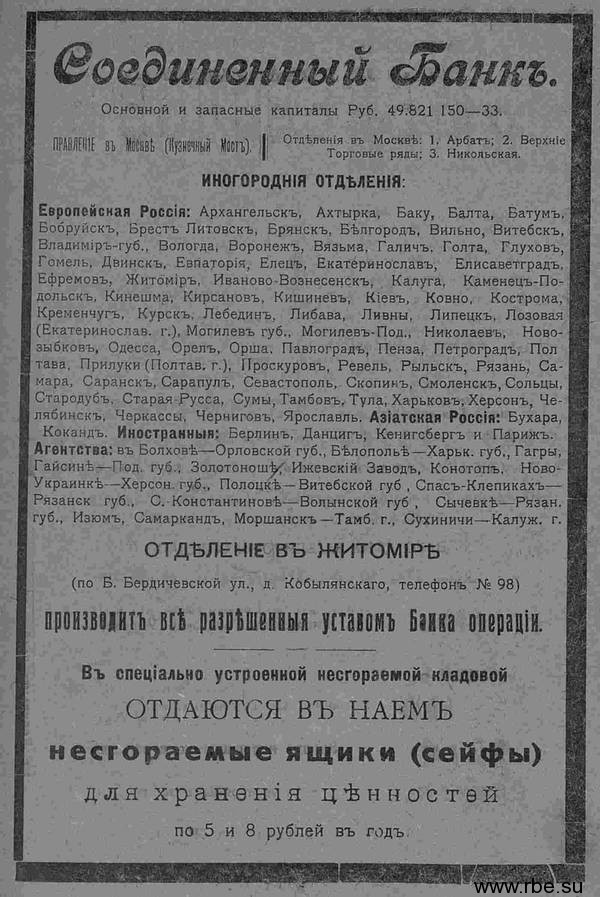 Соединенный Банкъ.
Основной и запасные капиталы Руб. 49.821 150—33.
ПРАВЛЕНІЕ въ Москвѣ (Кузнечный Мостъ).
Отдѣленія въ Москвѣ: 1. Арбатъ; 2. Верхніе
Торговые ряды; 3. Никольская.
ИНОГОРОДНІЯ ОТДѢЛЕНІЯ:
Европейская Россія: Архангельскъ, Ахтырка, Баку, Балта, Батумъ,
Бобруйскъ, Брестъ Литовскъ, Брянскъ, Бѣлгородъ, Вильно, Витебскъ,
Владиміръ-губ., Вологда, Воронежъ, Вязьма, Галичъ. Голта, Глуховъ,
Гомель, Двинскъ, Евпаторія, Елецъ, Екатеринославъ, Елисаветградъ,
Ефремовъ, Житоміръ, Иваново-Вознесенскъ, Калуга, Каменецъ-По-
дольскъ, Кинешма, Кирсановъ, Кишиневъ, Кіевъ, Ковно, Кострома,
Кременчугъ, Курскъ, Лебединъ, Либава, Ливны, Липецкъ, Лозовая
(Екатеринослав. г.), Могилевъ губ., Могилевъ-Под., Николаевъ, Ново-
зыбковъ, Одесса, Орелъ, Орша, Павлоградъ, Пенза, Петроградъ, Пол
тава, Прилуки (Полтав. г.), Проскуровъ, Ревель, Рыльскъ, Рязань, Са-
мара, Саранскъ, Сарапулъ, Севастополь, Скопинъ, Смоленскъ, Сольцы,
Стародубъ, Старая-Русса, Сумы, Тамбовъ, Тула, Харьковъ, Херсонъ, Че-
лябинскъ, Черкассы, Черниговъ, Ярославль. Азіатская Россія: Бухара,
Кокандъ. Иностранныя: Берлинъ, Данцигъ, Кенигсбергъ и Парижъ.
Агентства: въ Болховѣ—Орловской губ., Бѣлопольѣ—Харьк. губ., Гагры,
Гайсинѣ—Под. губ., Золотоношѣ, Ижевскій Заводъ, Конотопъ. Ново-
Украинкѣ—Херсон. губ., Полоцкѣ—Витебской губ , Спасъ-Клепикахъ—
Рязанск губ., С.-Константиновѣ—Волынской губ , Сычевкѣ—Рязан.
губ., Изюмъ, Самаркандъ, Моршанскъ—Тамб. г., Сухиничи—Калуж. г.
ОТДѢЛЕНІЕ ВЪ ЖИТОМІРѢ
(по Б. Бердичевской ул., д. Кобылянскаго, телефонъ № 98)
производитъ всѣ разрѣшенныя уставомъ Банка операціи.
Въ спеціально устроенной несгораемой кладовой
ОТДАЮТСЯ ВЪ НАЕМЪ
несгораемые ящики (сейфы)
для храненія цѣнностей
по 5 и 8 рублей въ годъ.
www.rbe.su